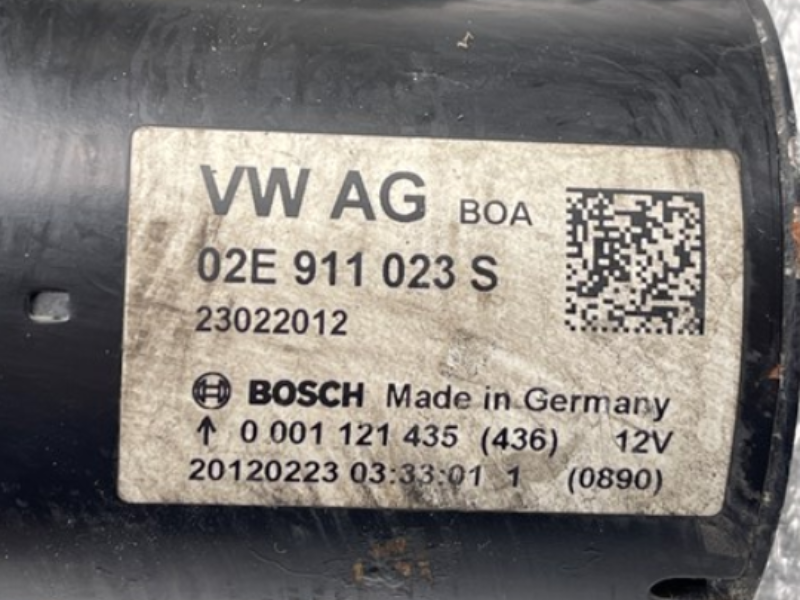 VW AG BOA
02E 911 023 S
23022012
BOSCH Made in Germany
↑ 0 001 121 435 (436) 12V
20120223 03:33:01 1 (0890)